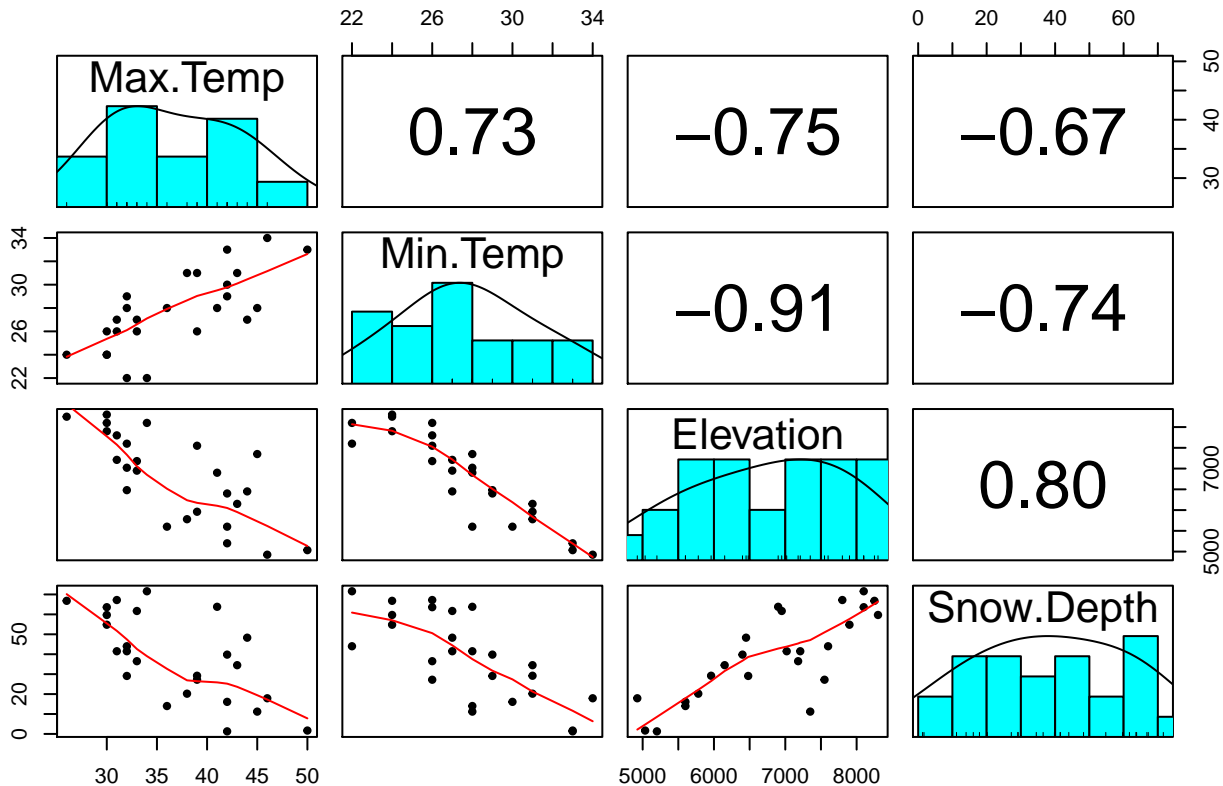 22 26 30 34 0 20 40 60
Max.Temp 0.73 −0.75 −0.67
30 40 50
22 26 30 34
Min.Temp −0.91 −0.74
Elevation 0.80
5000 7000
0 20 50
Snow.Depth
30 35 40 45 50 5000 6000 7000 8000